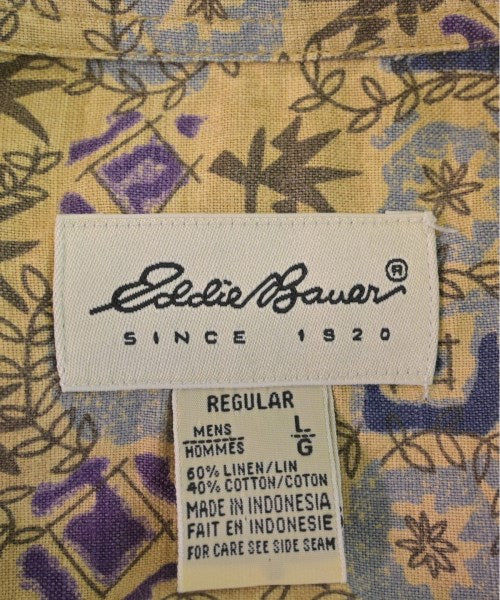 Eddie Bauer®
SINCE 1920
REGULAR
MENS L
HOMMES G
60% LINEN/LIN
40% COTTON/COTON
MADE IN INDONESIA
FAIT EN INDONESIE
FOR CARE SEE SIDE SEAM